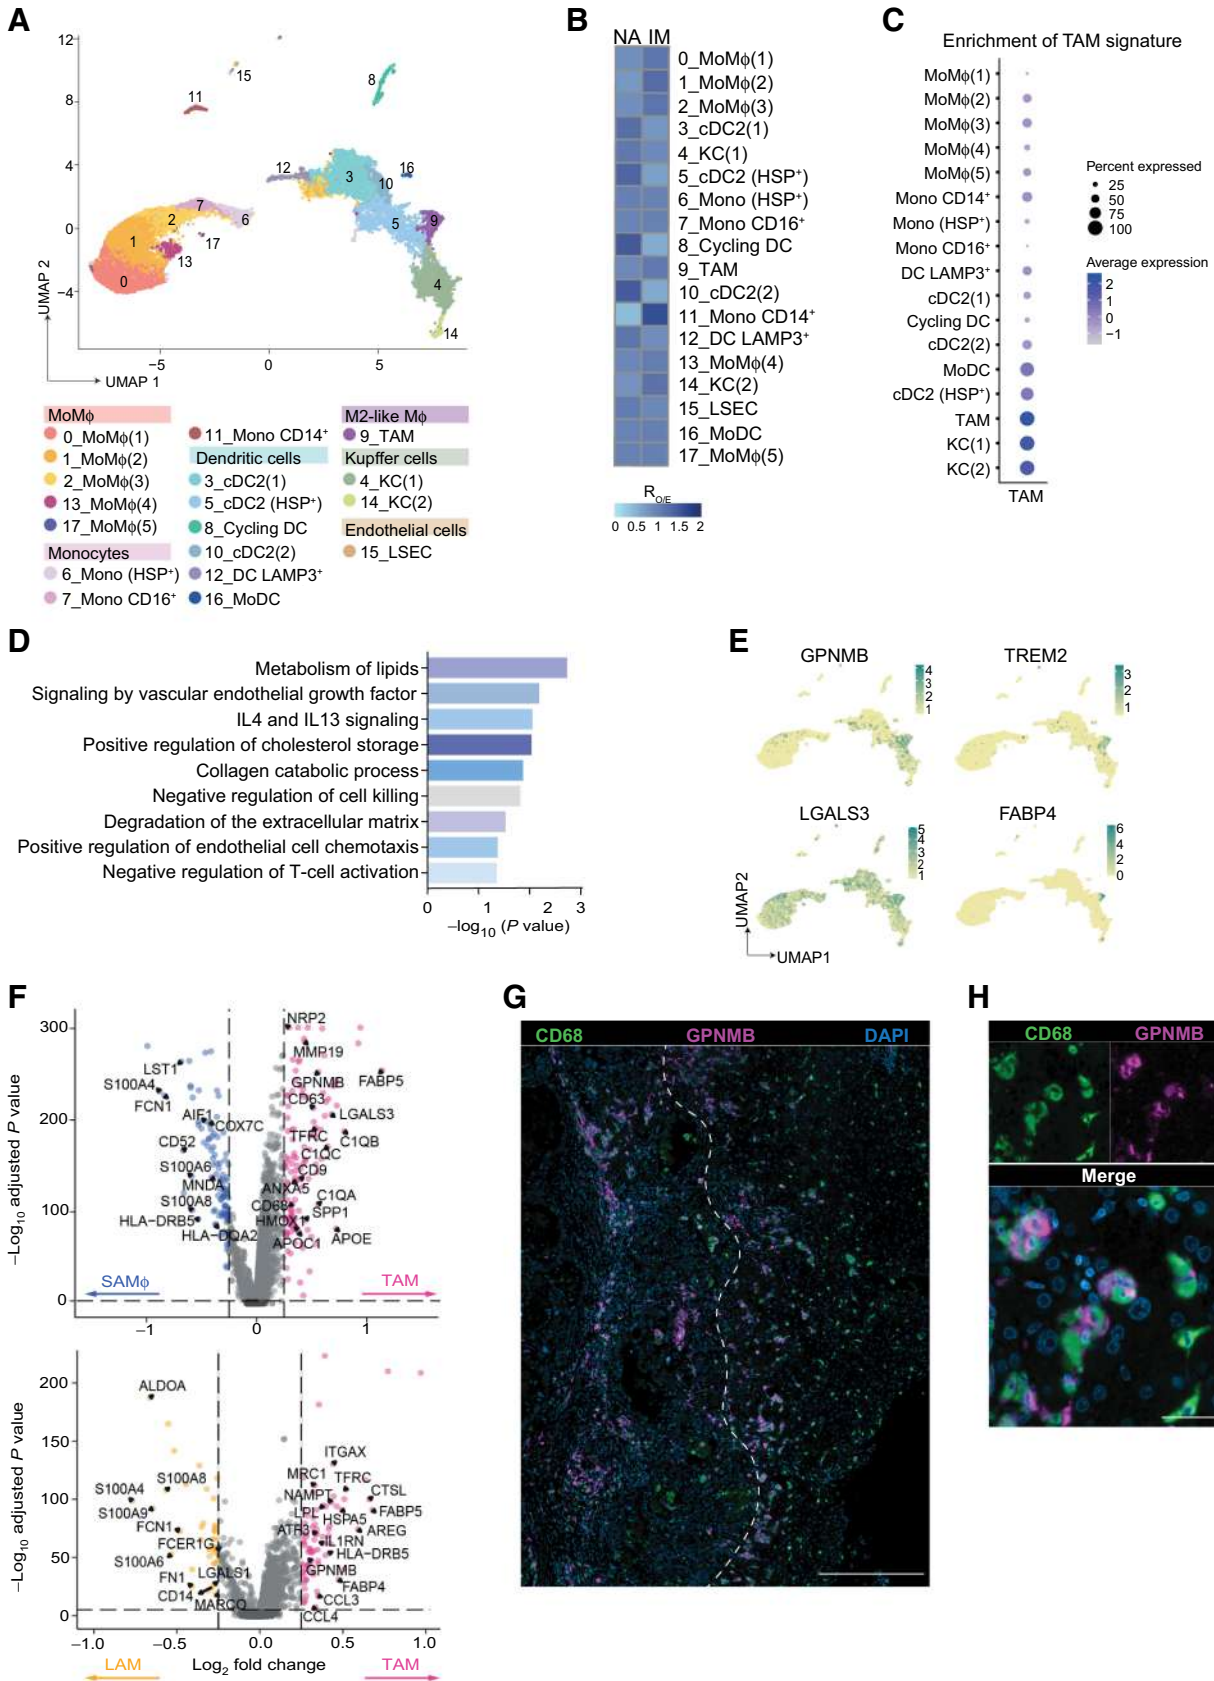 A
12
8
4
0
−4
UMAP 2
−5
0
5
UMAP 1
15
11
8
12
3
16
10
7
2
6
5
9
1
17
13
0
4
14
MoMϕ
0_MoMϕ(1)
1_MoMϕ(2)
2_MoMϕ(3)
13_MoMϕ(4)
17_MoMϕ(5)
Monocytes
6_Mono (HSP⁺)
7_Mono CD16⁺
11_Mono CD14⁺
Dendritic cells
3_cDC2(1)
5_cDC2 (HSP⁺)
8_Cycling DC
10_cDC2(2)
12_DC LAMP3⁺
16_MoDC
M2-like Mϕ
9_TAM
Kupffer cells
4_KC(1)
14_KC(2)
Endothelial cells
15_LSEC
B
NA IM
0_MoMϕ(1)
1_MoMϕ(2)
2_MoMϕ(3)
3_cDC2(1)
4_KC(1)
5_cDC2 (HSP⁺)
6_Mono (HSP⁺)
7_Mono CD16⁺
8_Cycling DC
9_TAM
10_cDC2(2)
11_Mono CD14⁺
12_DC LAMP3⁺
13_MoMϕ(4)
14_KC(2)
15_LSEC
16_MoDC
17_MoMϕ(5)
R O/E
0 0.5 1 1.5 2
C
Enrichment of TAM signature
MoMϕ(1)
MoMϕ(2)
MoMϕ(3)
MoMϕ(4)
MoMϕ(5)
Mono CD14⁺
Mono (HSP⁺)
Mono CD16⁺
DC LAMP3⁺
cDC2(1)
Cycling DC
cDC2(2)
MoDC
cDC2 (HSP⁺)
TAM
KC(1)
KC(2)
TAM
Percent expressed
25
50
75
100
Average expression
2
1
0
−1
D
Metabolism of lipids
Signaling by vascular endothelial growth factor
IL4 and IL13 signaling
Positive regulation of cholesterol storage
Collagen catabolic process
Negative regulation of cell killing
Degradation of the extracellular matrix
Positive regulation of endothelial cell chemotaxis
Negative regulation of T-cell activation
0 1 2 3
−log₁₀ (P value)
E
GPNMB
4
3
2
1
TREM2
3
2
1
LGALS3
5
4
3
2
1
FABP4
6
4
2
0
UMAP2
UMAP1
F
−Log₁₀ adjusted P value
300
200
100
0
−1 0 1
NRP2
MMP19
LST1
GPNMB
FABP5
S100A4
CD63
FCN1
LGALS3
AIF1
COX7C
TFRC
C1QB
CD52
C1QC
S100A6
CD9
MNDA
ANXA5
C1QA
S100A8
CD68
SPP1
HLA−DRB5
HMOX1
HLA−DQA2
APOC1
APOE
SAMϕ
TAM
−Log₁₀ adjusted P value
200
150
100
50
0
−1.0 −0.5 0.0 0.5 1.0
ALDOA
ITGAX
S100A8
MRC1
TFRC
S100A4
NAMPT
CTSL
S100A9
LPL
HSPA5
FABP5
FCN1
ATF3
AREG
FCER1G
IL1RN
S100A6
HLA−DRB5
FN1
LGALS1
GPNMB
CD14
FABP4
MARCO
CCL3
CCL4
LAM
Log₂ fold change
TAM
G
CD68 GPNMB DAPI
H
CD68 GPNMB
Merge